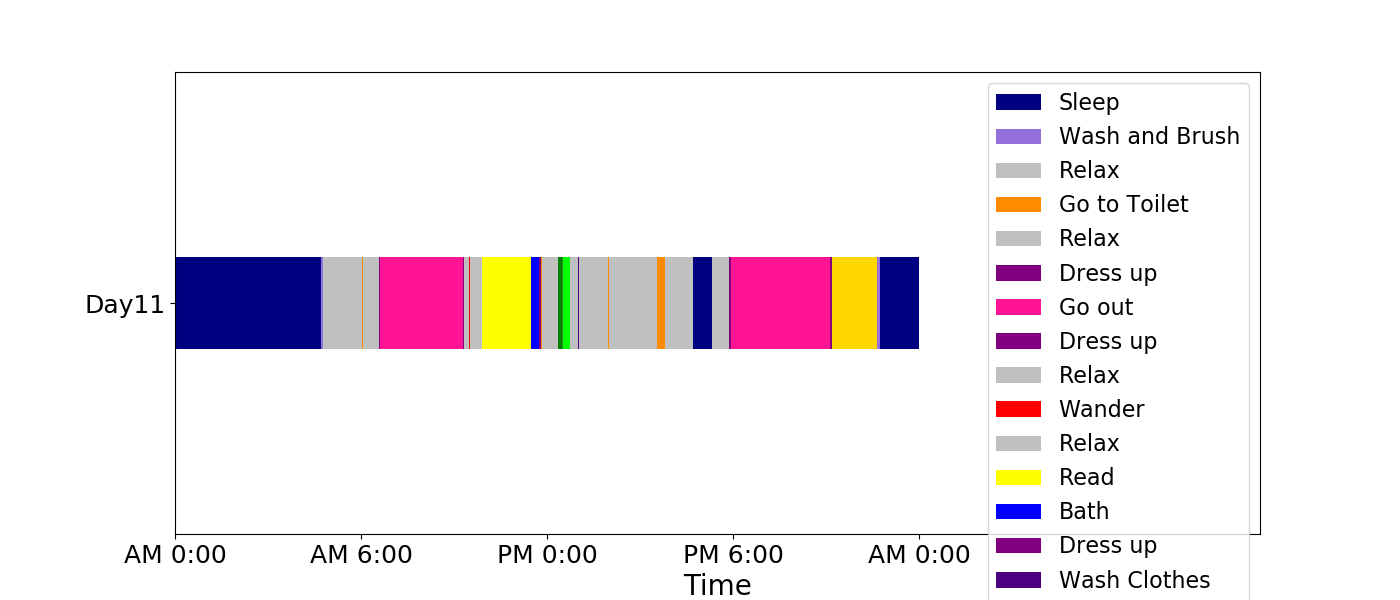 Day11
AM 0:00
AM 6:00
PM 0:00
PM 6:00
AM 0:00
Time
Sleep
Wash and Brush
Relax
Go to Toilet
Relax
Dress up
Go out
Dress up
Relax
Wander
Relax
Read
Bath
Dress up
Wash Clothes